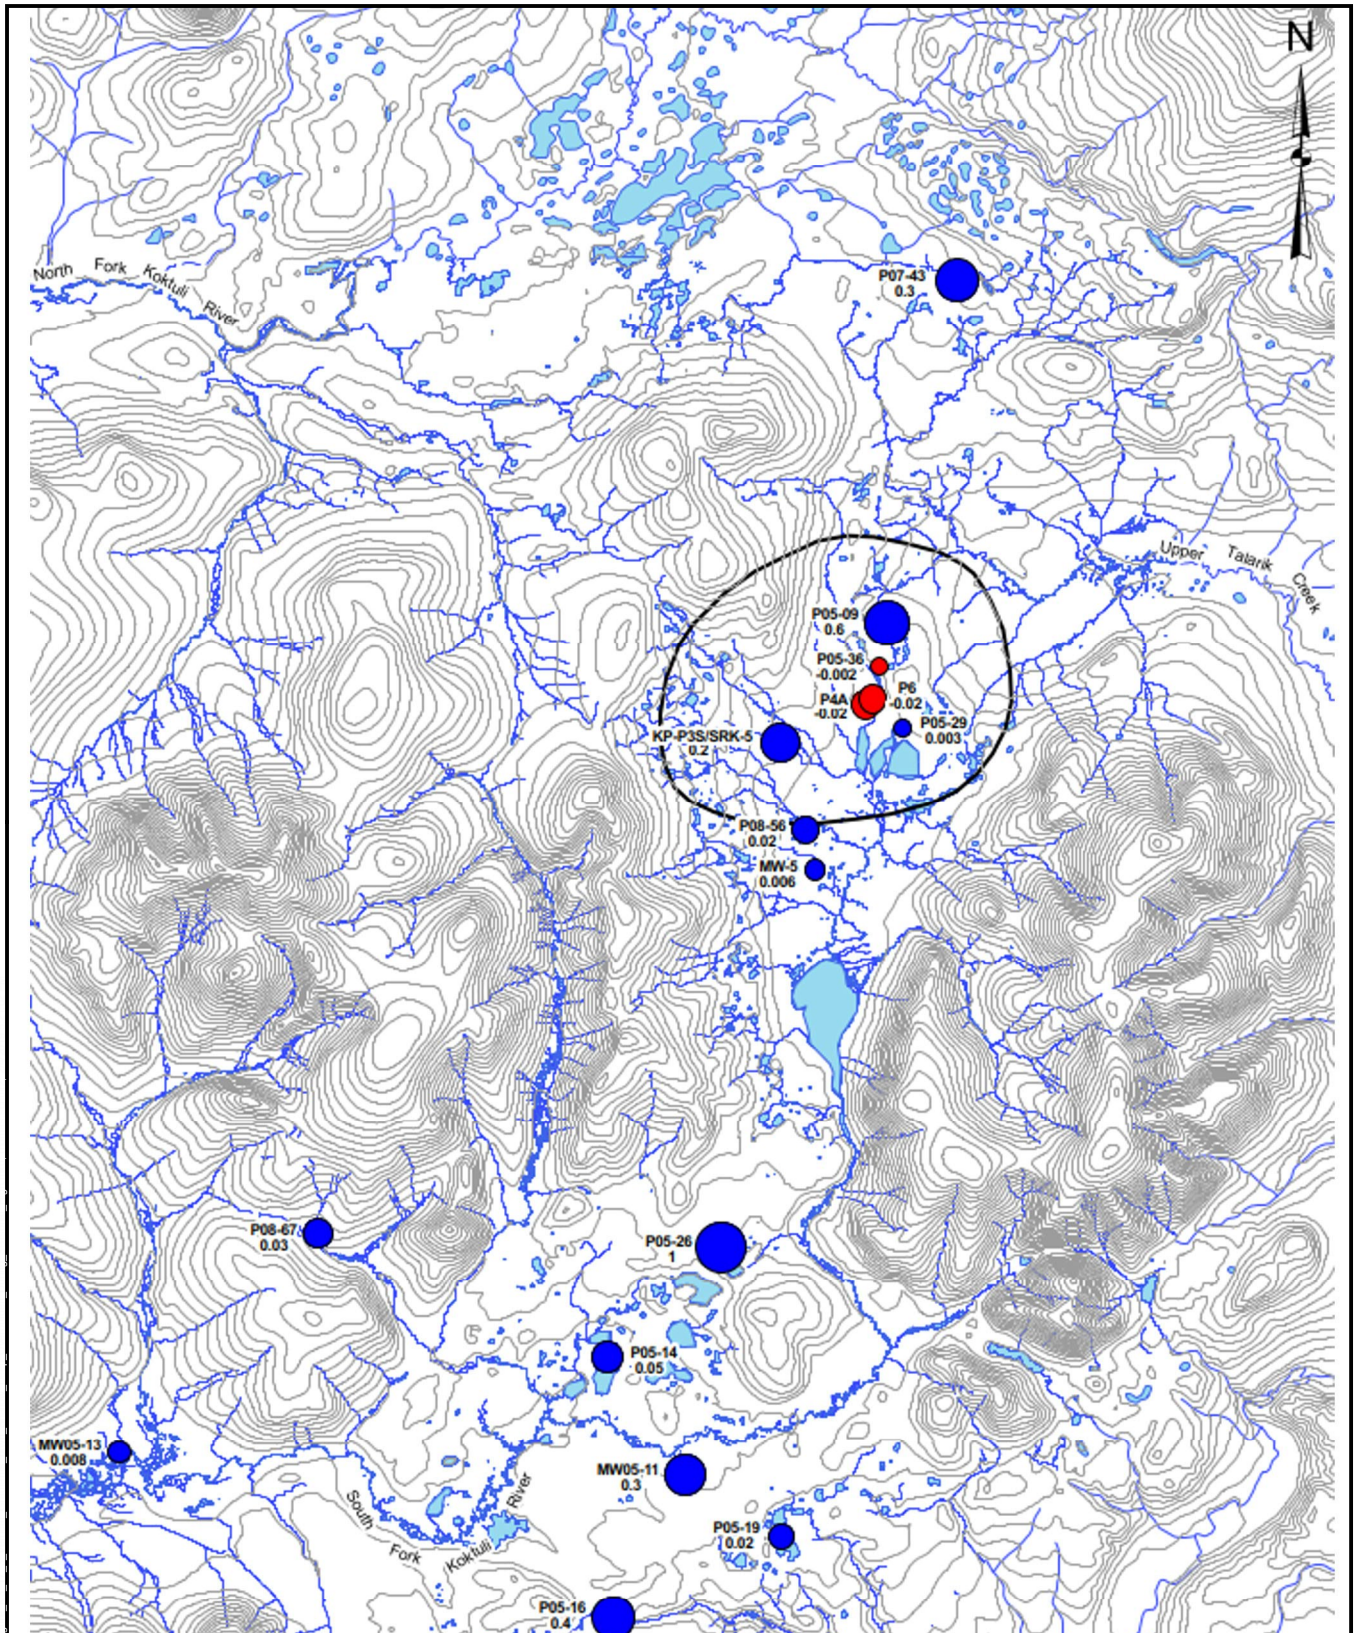 N
North Fork Koktuli River
P07-43
0.3
Upper Talarik Creek
P05-09
0.6
P05-36
-0.002
P6
-0.02
P4A
-0.02
P05-29
0.003
KP-P3S/SRK-5
0.2
P08-56
0.02
MW-5
0.006
P08-67
0.03
P05-26
1
P05-14
0.05
MW05-13
0.008
MW05-11
0.3
South Fork Koktuli River
P05-19
0.02
P05-16
0.4